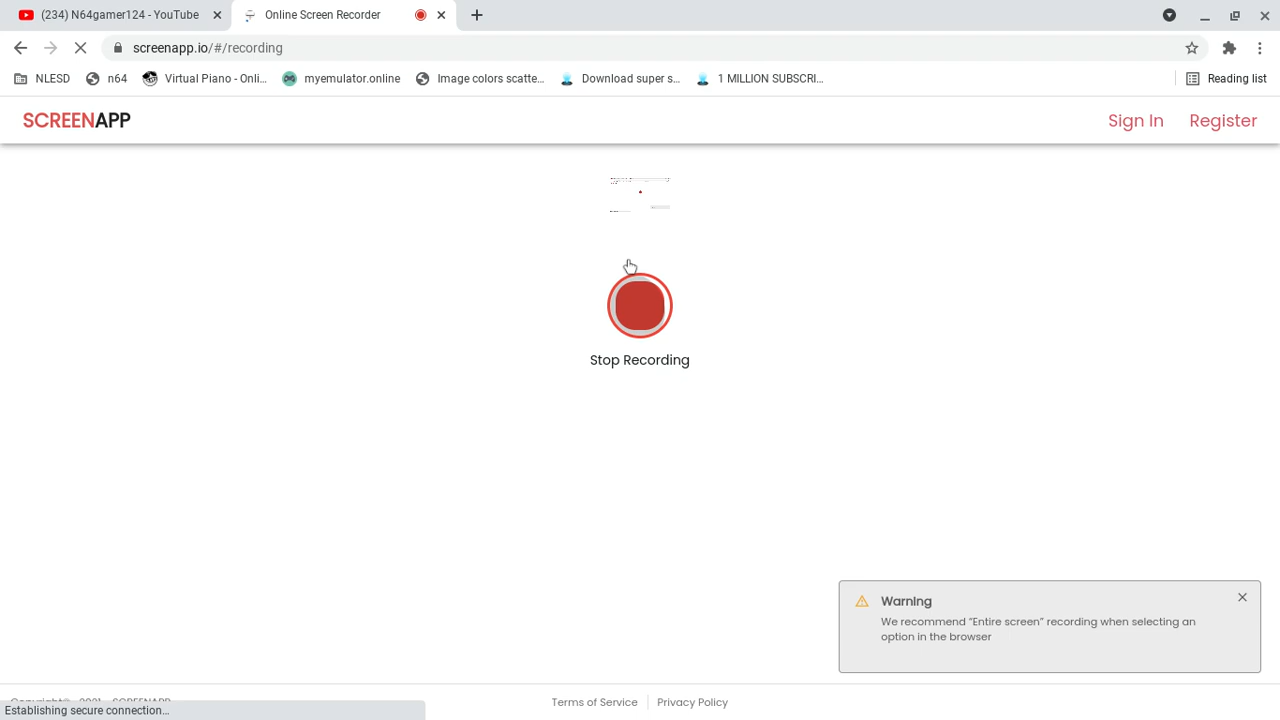 (234) N64gamer124 - YouTube
Online Screen Recorder
screenapp.io/#/recording
NLESD
n64
Virtual Piano - Onli...
myemulator.online
Image colors scatte...
Download super s...
1 MILLION SUBSCRI...
Reading list
SCREENAPP
Sign In
Register
Stop Recording
Warning
We recommend “Entire screen” recording when selecting an
option in the browser
Terms of Service
Privacy Policy
Establishing secure connection...